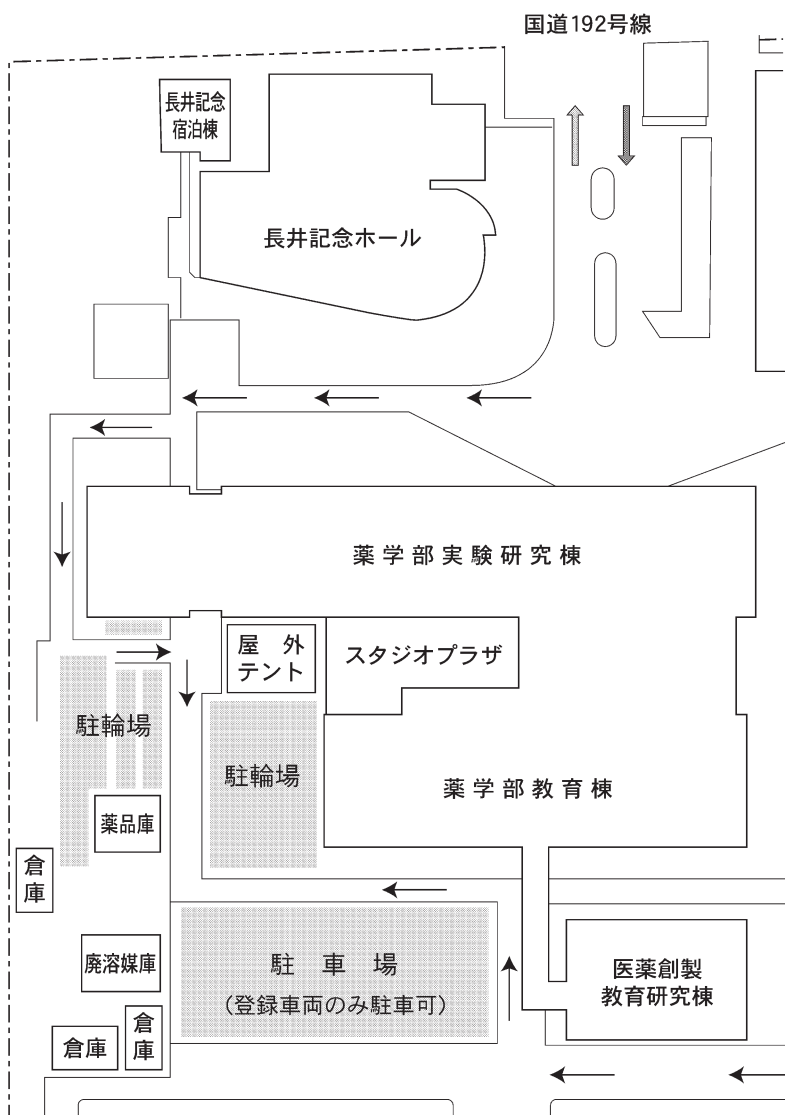 国道192号線
長井記念
宿泊棟
長井記念ホール
薬学部実験研究棟
屋 外
テント
スタジオプラザ
駐輪場
駐輪場
薬学部教育棟
薬品庫
倉
庫
廃溶媒庫
駐 車 場
(登録車両のみ駐車可)
医薬創製
教育研究棟
倉庫
倉
庫